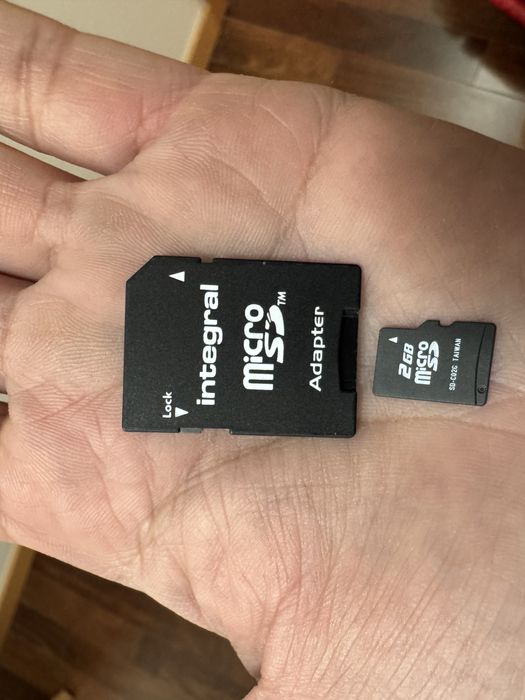 Lock
integral
micro
SD™
Adapter
2GB
micro
SD
SD-C02G TAIWAN